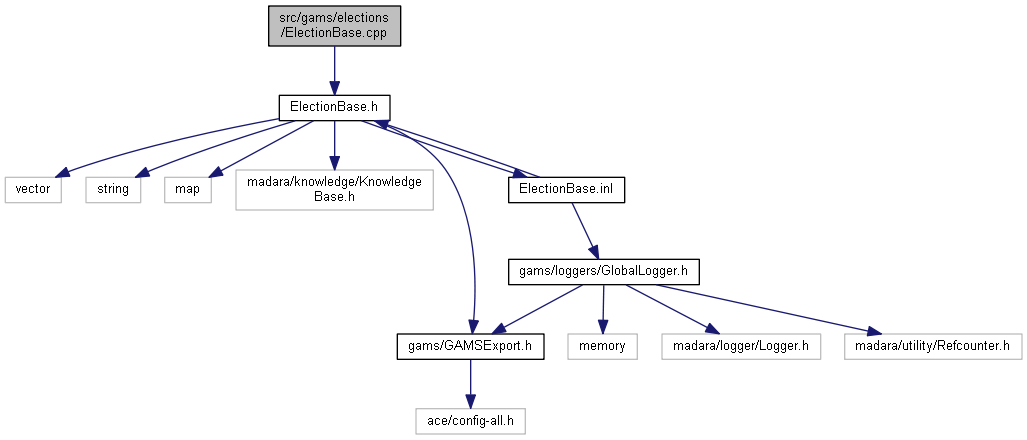 src/gams/elections
/ElectionBase.cpp
ElectionBase.h
vector
string
map
madara/knowledge/Knowledge
Base.h
ElectionBase.inl
gams/loggers/GlobalLogger.h
gams/GAMSExport.h
memory
madara/logger/Logger.h
madara/utility/Refcounter.h
ace/config-all.h